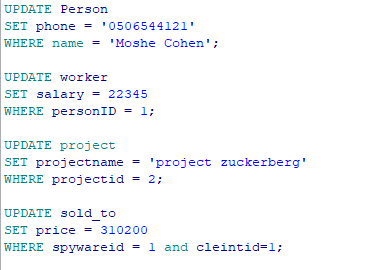 UPDATE Person
SET phone = '0506544121'
WHERE name = 'Moshe Cohen';
UPDATE worker
SET salary = 22345
WHERE personID = 1;
UPDATE project
SET projectname = 'project zuckerberg'
WHERE projectid = 2;
UPDATE sold_to
SET price = 310200
WHERE spywareid = 1 and cleintid=1;